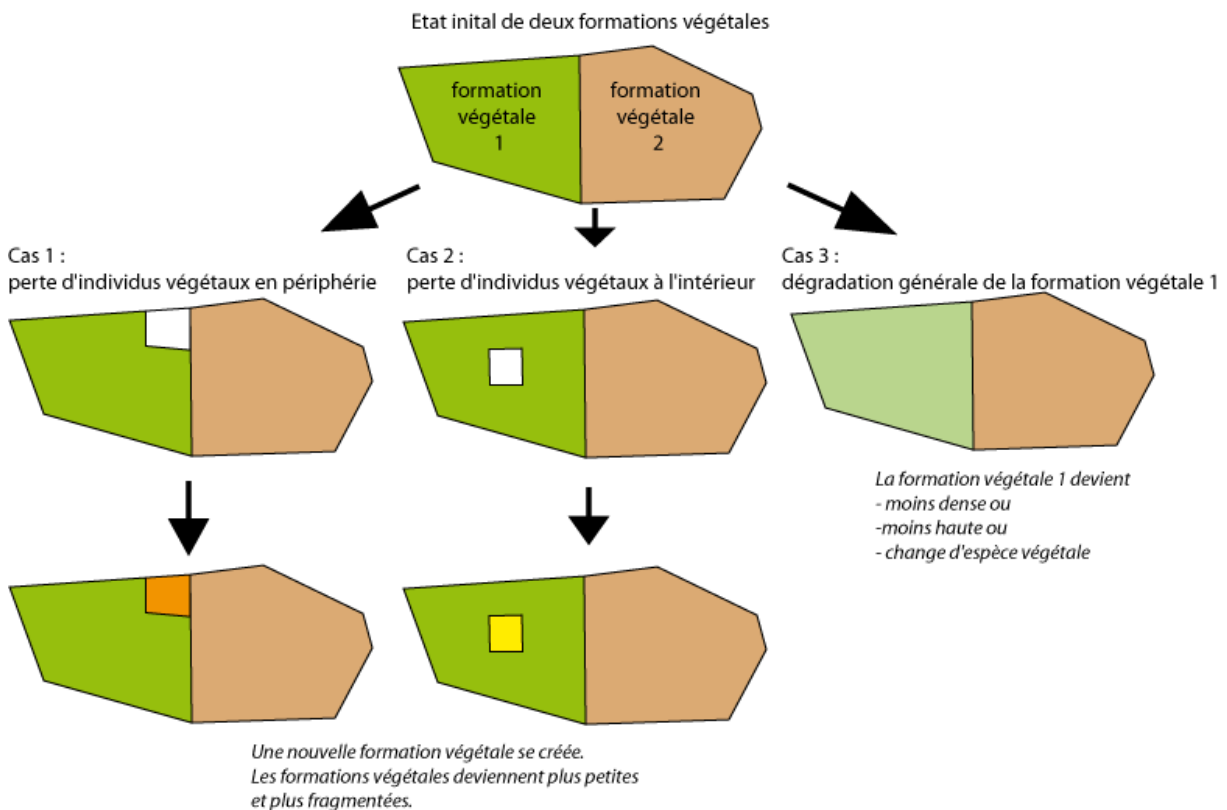 Etat inital de deux formations végétales
formation
végétale
1
formation
végétale
2
Cas 1 :
perte d'individus végétaux en périphérie
Cas 2 :
perte d'individus végétaux à l'intérieur
Cas 3 :
dégradation générale de la formation végétale 1
La formation végétale 1 devient
- moins dense ou
-moins haute ou
- change d'espèce végétale
Une nouvelle formation végétale se créée.
Les formations végétales deviennent plus petites
et plus fragmentées.